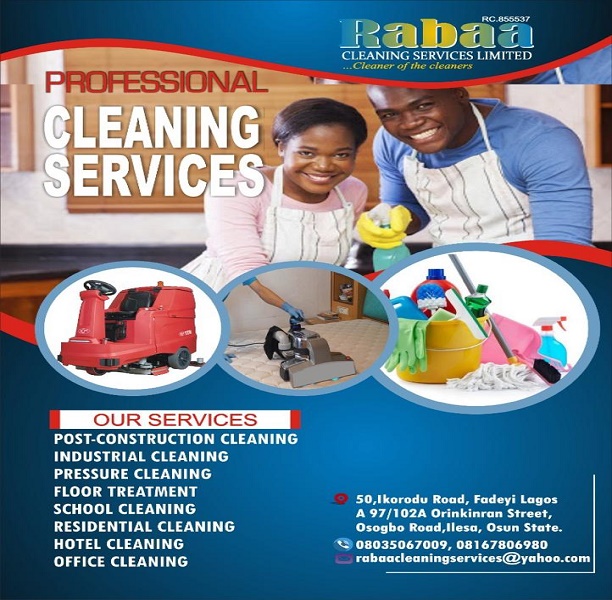 RC.855537
Rabaa
CLEANING SERVICES LIMITED
...Cleaner of the cleaners
PROFESSIONAL
CLEANING
SERVICES
OUR SERVICES
POST-CONSTRUCTION CLEANING
INDUSTRIAL CLEANING
PRESSURE CLEANING
FLOOR TREATMENT
SCHOOL CLEANING
RESIDENTIAL CLEANING
HOTEL CLEANING
OFFICE CLEANING
50,Ikorodu Road, Fadeyi Lagos
A 97/102A Orinkinran Street,
Osogbo Road,Ilesa, Osun State.
08035067009, 08167806980
rabaacleaningservices@yahoo.com